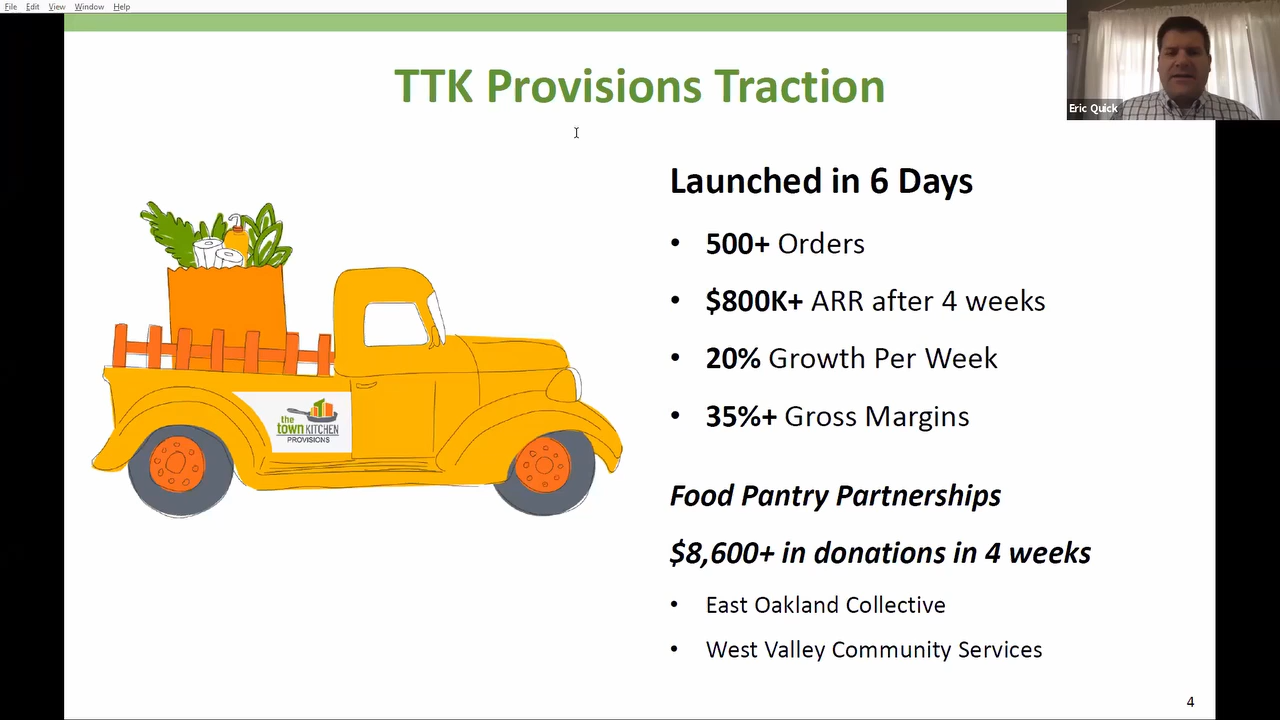 File Edit View Window Help
TTK Provisions Traction
Eric Quick
Launched in 6 Days
• 500+ Orders
• $800K+ ARR after 4 weeks
• 20% Growth Per Week
• 35%+ Gross Margins
the
town KITCHEN
PROVISIONS
Food Pantry Partnerships
$8,600+ in donations in 4 weeks
• East Oakland Collective
• West Valley Community Services
4